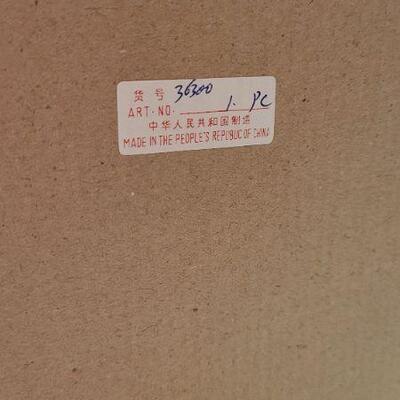 货号 36300
ART·NO. 1. PC
中华人民共和国制造
MADE IN THE PEOPLE'S REPUBLIC OF CHINA